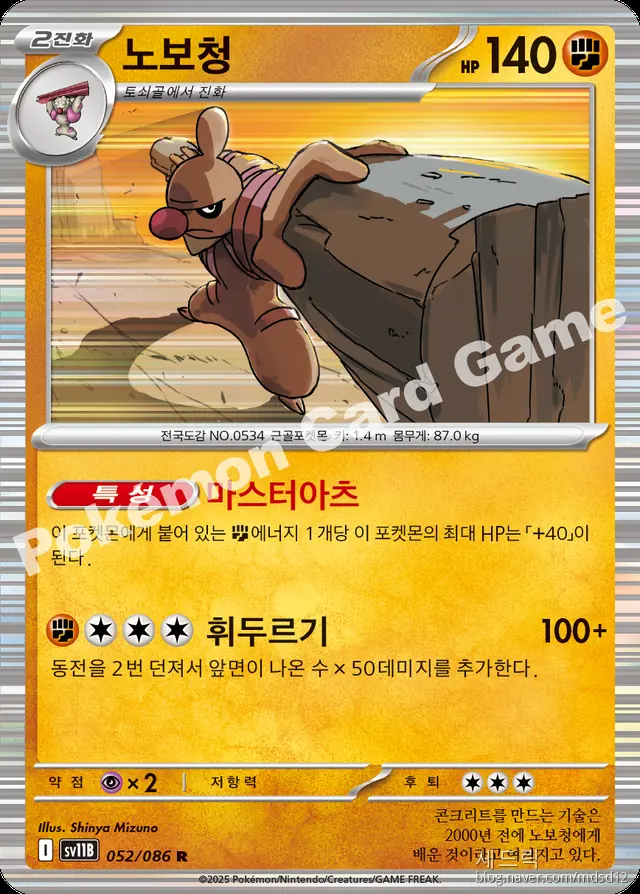 2진화
노보청
HP 140
토쇠골에서 진화
Pokémon Card Game
전국도감 NO.0534 근골포켓몬 키: 1.4 m 몸무게: 87.0 kg
특성 마스터아츠
이 포켓몬에게 붙어 있는 에너지 1개당 이 포켓몬의 최대 HP는 「+40」이
된다.
휘두르기 100+
동전을 2번 던져서 앞면이 나온 수 × 50데미지를 추가한다.
약점 ×2 저항력 후퇴
Illus. Shinya Mizuno
I sv11B 052/086 R
콘크리트를 만드는 기술은
2000년 전에 노보청에게
배운 것이라고 여겨지고 있다.
세드릭
blog.naver.com/mdsd12
©2025 Pokémon/Nintendo/Creatures/GAME FREAK.